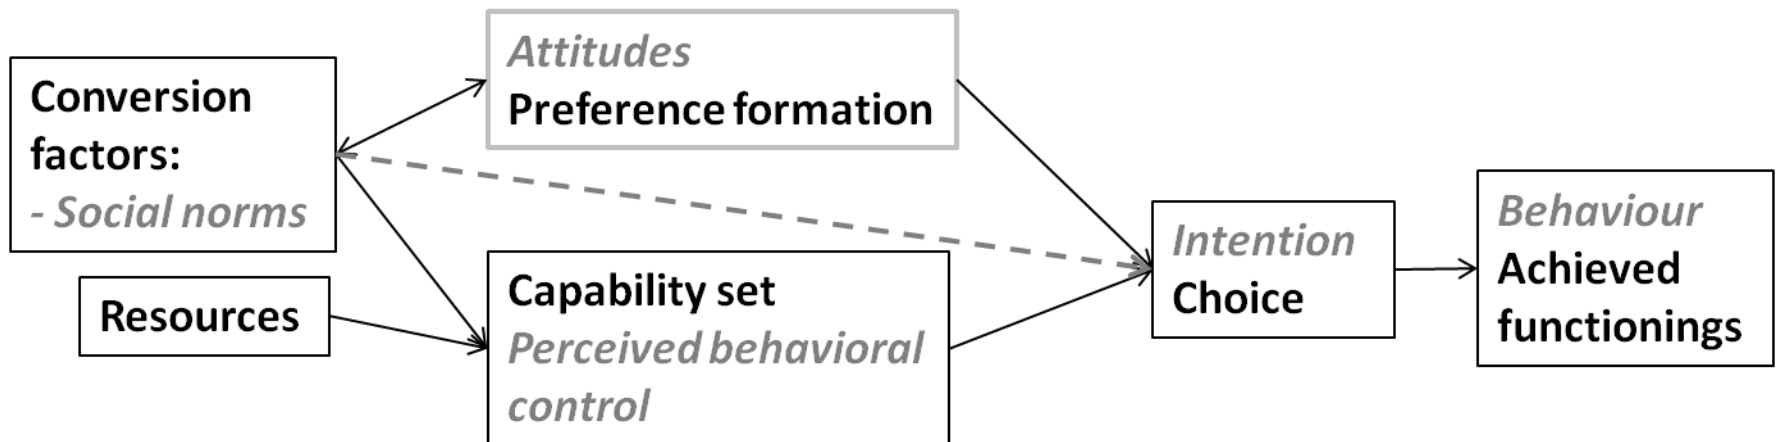 Conversion
factors:
- Social norms
Resources
Attitudes
Preference formation
Capability set
Perceived behavioral
control
Intention
Choice
Behaviour
Achieved
functionings